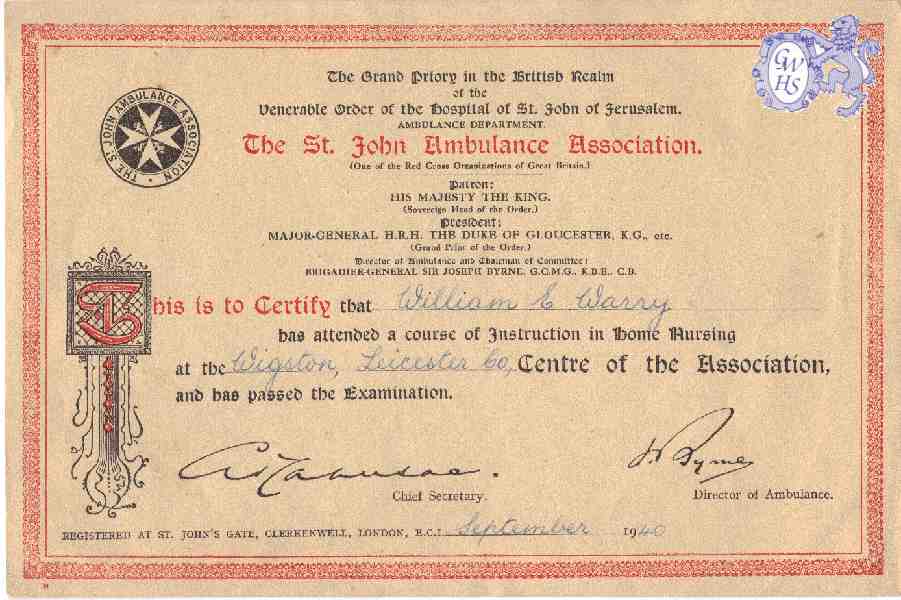 GW
HS
The Grand Priory in the British Realm
of the
Venerable Order of the Hospital of St. John of Jerusalem.
AMBULANCE DEPARTMENT.
The St. John Ambulance Association.
(One of the Red Cross Organizations of Great Britain.)
THE ST. JOHN AMBULANCE ASSOCIATION
Patron:
HIS MAJESTY THE KING.
(Sovereign Head of the Order.)
President:
MAJOR-GENERAL H.R.H. THE DUKE OF GLOUCESTER, K.G., etc.
(Grand Prior of the Order.)
Director of Ambulance and Chairman of Committee:
BRIGADIER-GENERAL SIR JOSEPH BYRNE, G.C.M.G., K.B.E., C.B.
This is to Certify that William E Warry
has attended a course of Instruction in Home Nursing
at the Wigston, Leicester Co, Centre of the Association,
and has passed the Examination.
Byrne
Chief Secretary.
Director of Ambulance.
REGISTERED AT ST. JOHN'S GATE, CLERKENWELL, LONDON, E.C.1 September 1940